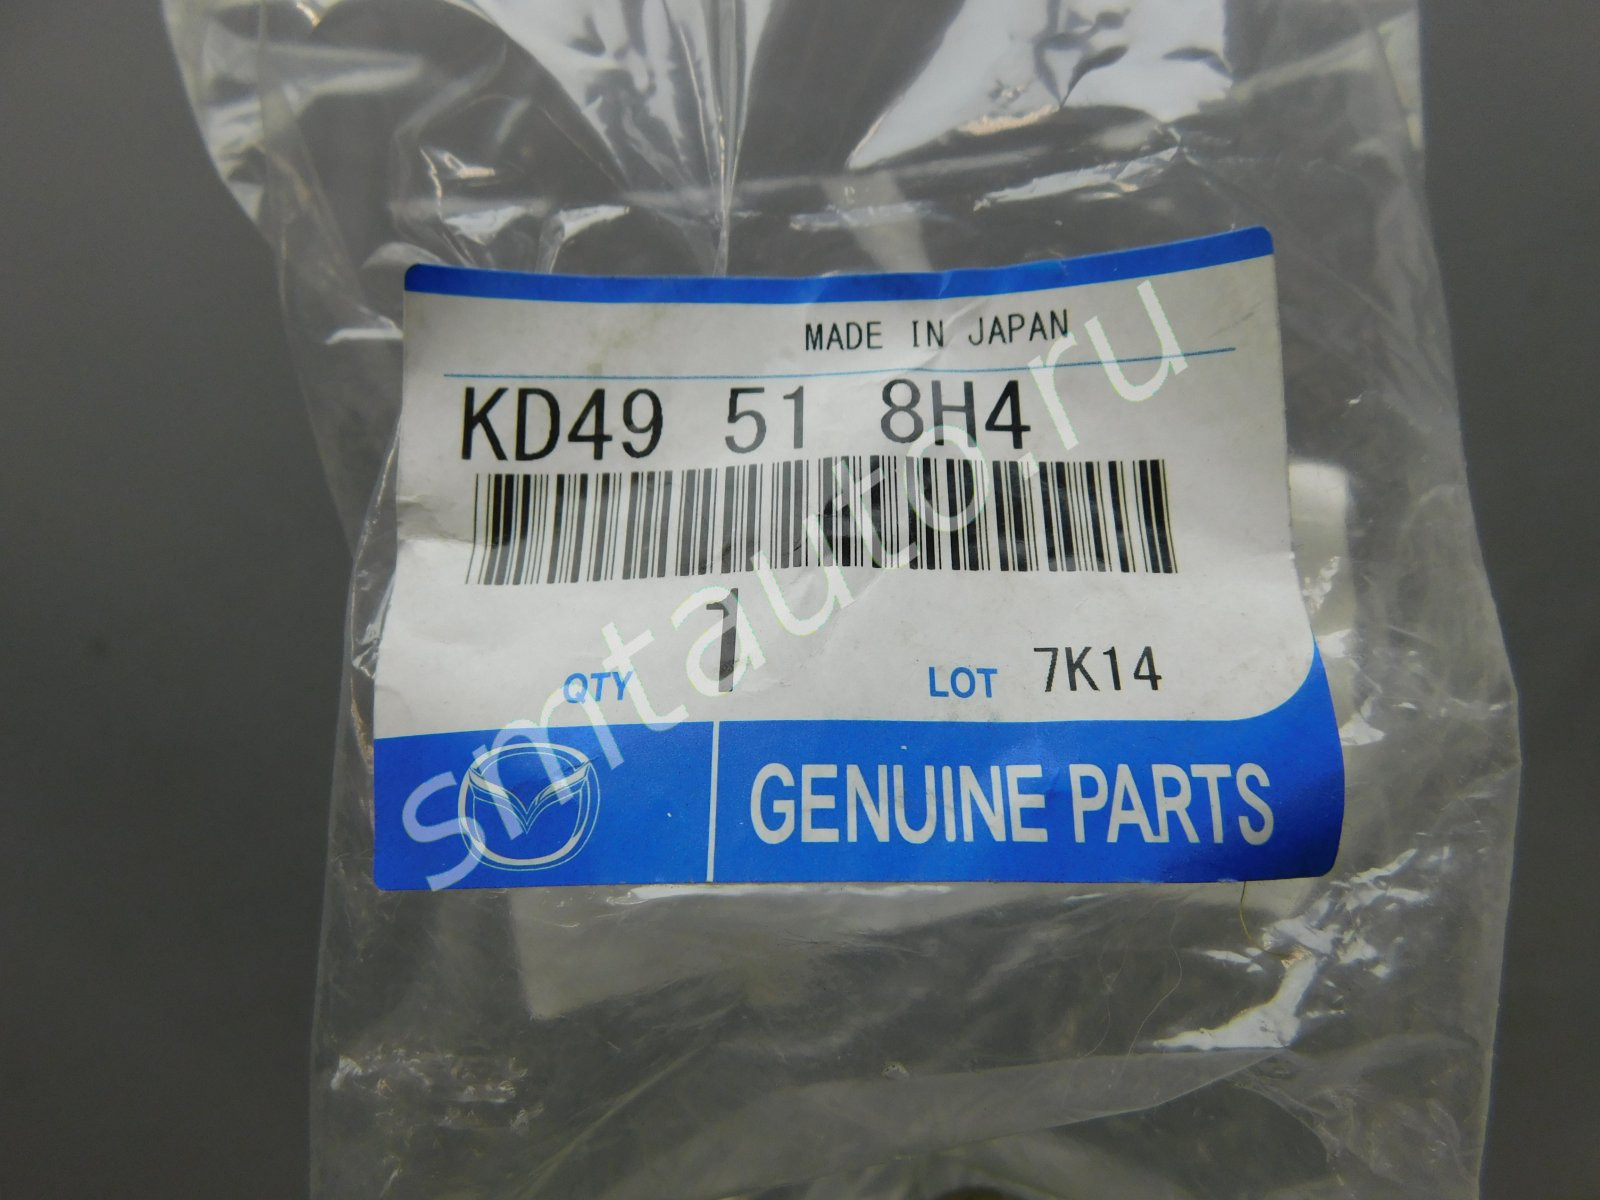 MADE IN JAPAN
KD49 51 8H4
QTY 1 LOT 7K14
GENUINE PARTS
smtauto.ru